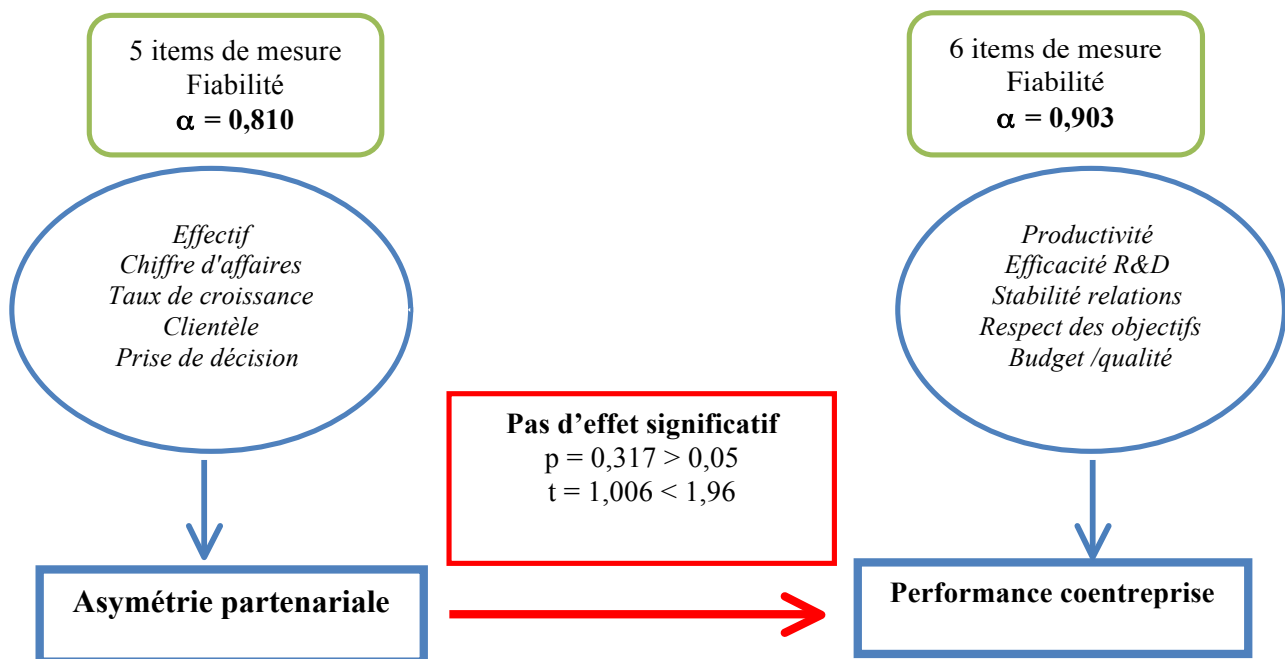 5 items de mesure
Fiabilité
α = 0,810
6 items de mesure
Fiabilité
α = 0,903
Effectif
Chiffre d'affaires
Taux de croissance
Clientèle
Prise de décision
Productivité
Efficacité R&D
Stabilité relations
Respect des objectifs
Budget /qualité
Pas d’effet significatif
p = 0,317 > 0,05
t = 1,006 < 1,96
Asymétrie partenariale
Performance coentreprise